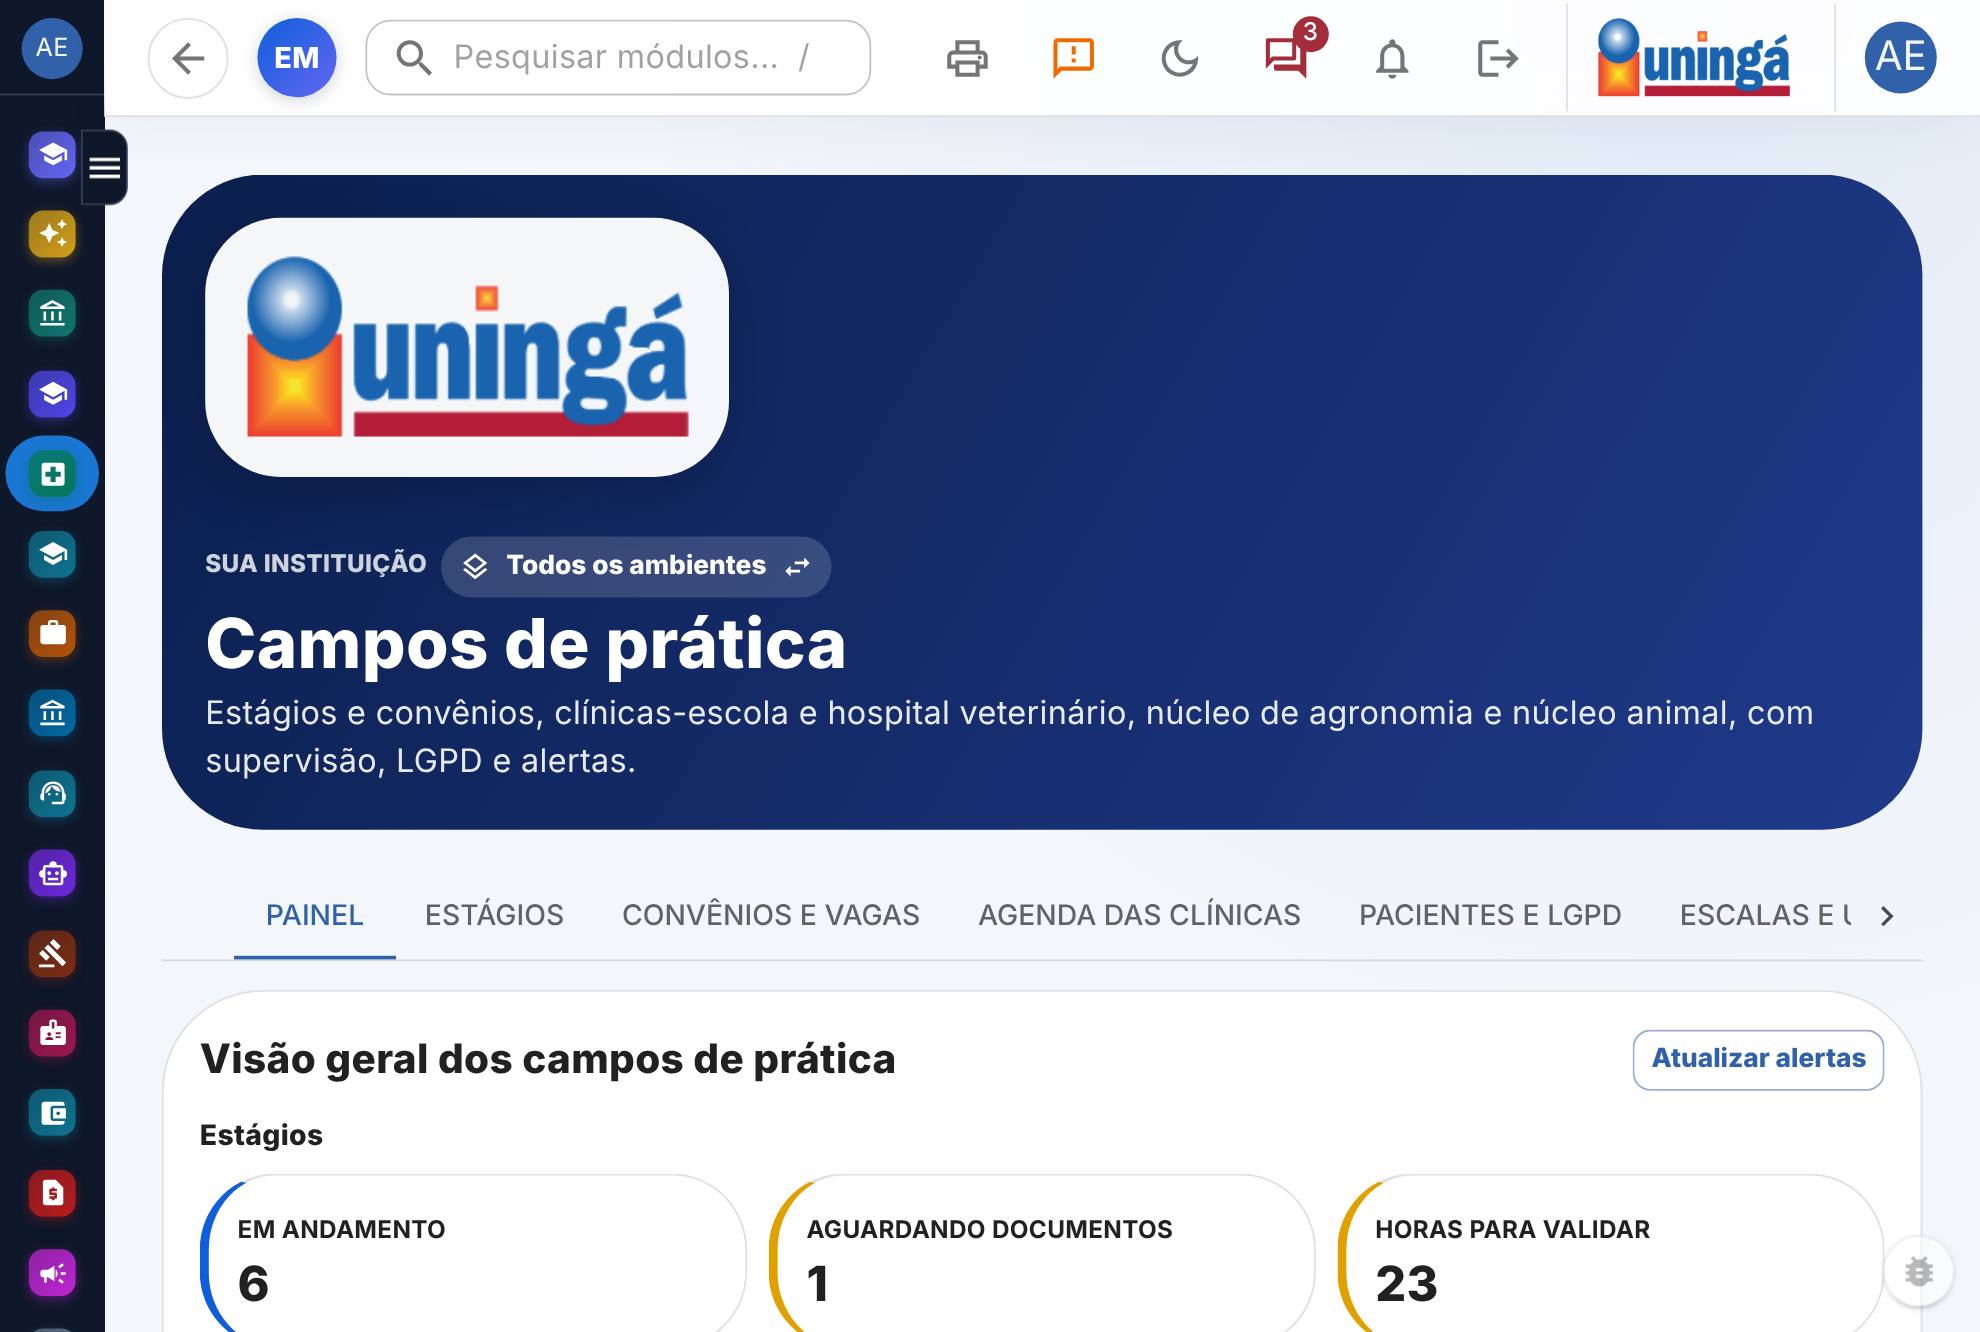 AE
EM
Pesquisar módulos... /
3
uningá
AE
uningá
SUA INSTITUIÇÃO
Todos os ambientes
Campos de prática
Estágios e convênios, clínicas-escola e hospital veterinário, núcleo de agronomia e núcleo animal, com
supervisão, LGPD e alertas.
PAINEL ESTÁGIOS CONVÊNIOS E VAGAS AGENDA DAS CLÍNICAS PACIENTES E LGPD ESCALAS E
Visão geral dos campos de prática
Atualizar alertas
Estágios
EM ANDAMENTO
6
AGUARDANDO DOCUMENTOS
1
HORAS PARA VALIDAR
23